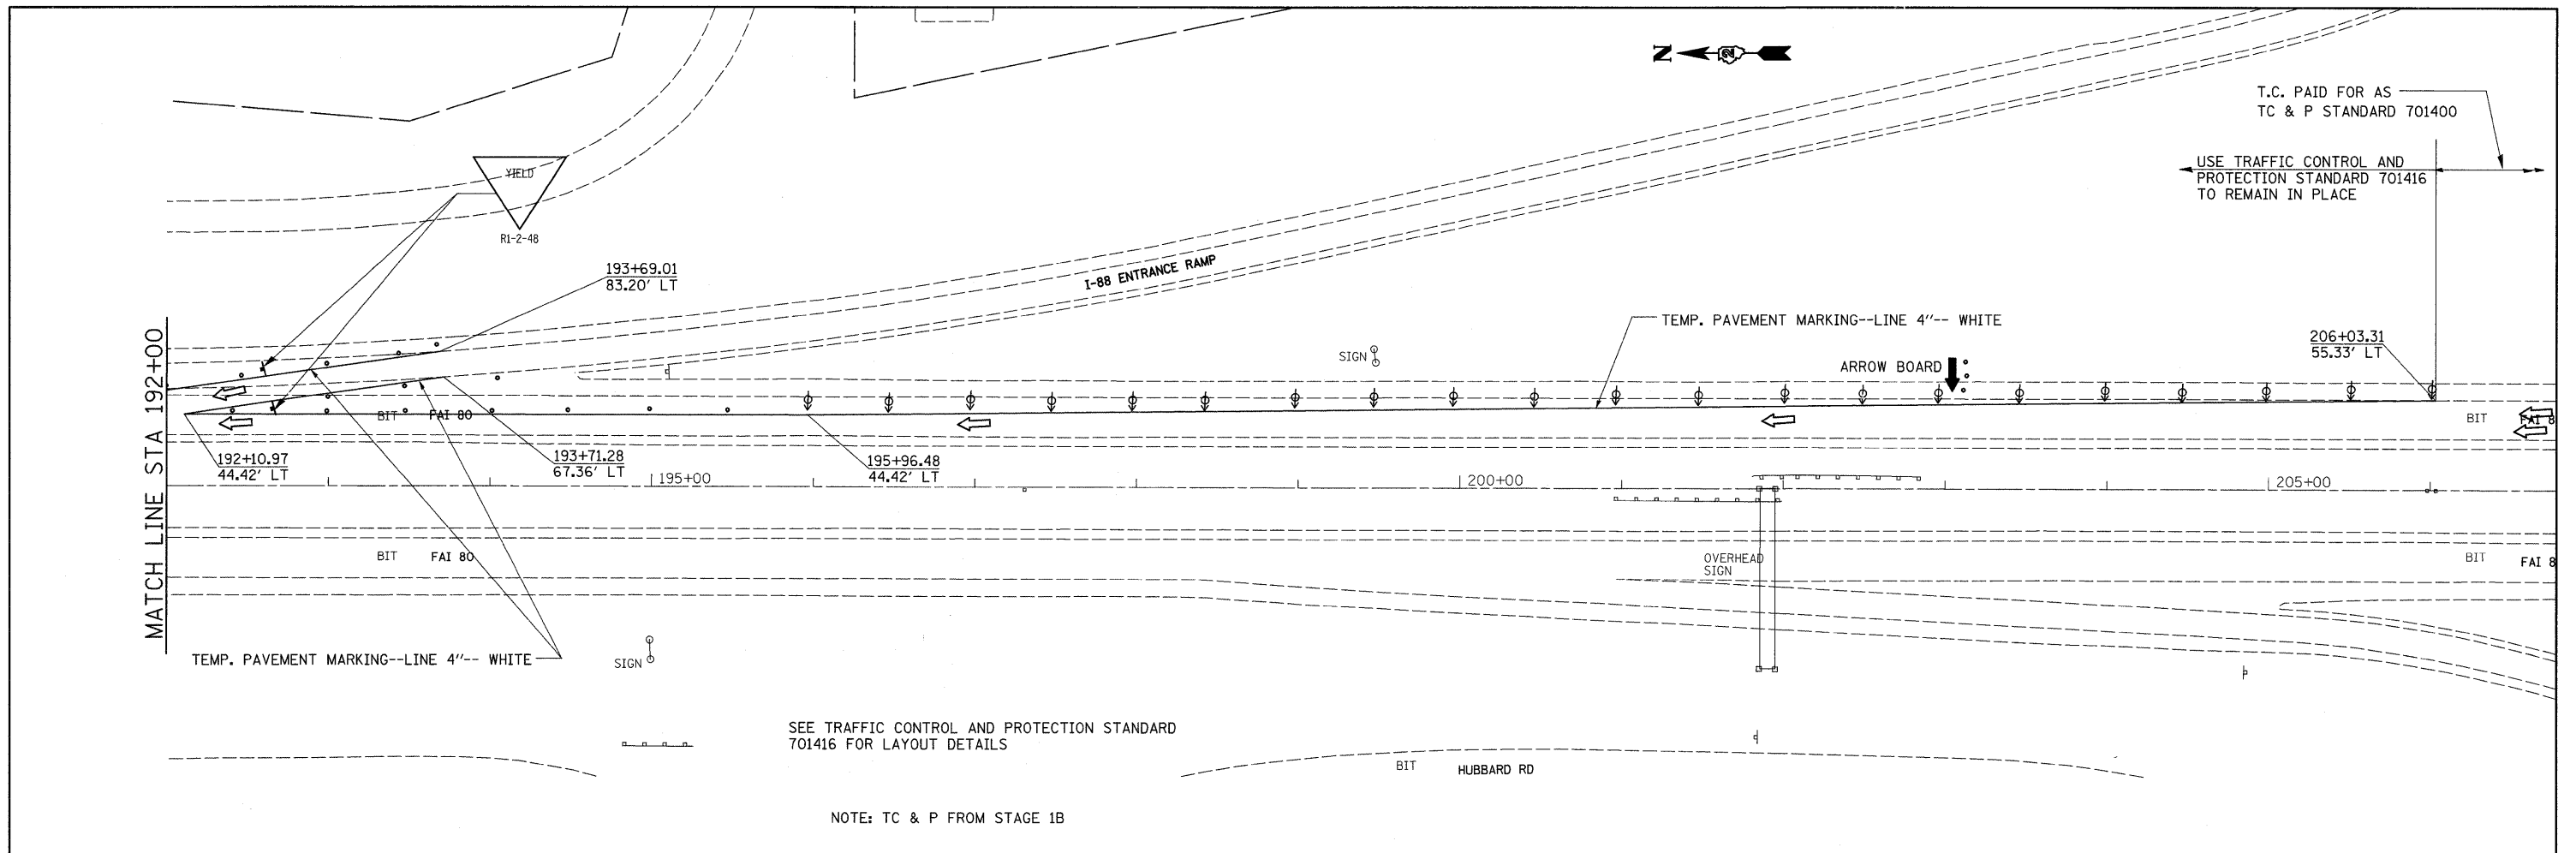 N
T.C. PAID FOR AS
TC & P STANDARD 701400
USE TRAFFIC CONTROL AND
PROTECTION STANDARD 701416
TO REMAIN IN PLACE
YIELD
R1-2-48
193+69.01
83.20' LT
I-88 ENTRANCE RAMP
TEMP. PAVEMENT MARKING--LINE 4"-- WHITE
206+03.31
55.33' LT
SIGN
ARROW BOARD
MATCH LINE STA 192+00
BIT FAI 80
BIT FAI 8
192+10.97
44.42' LT
193+71.28
67.36' LT
195+96.48
44.42' LT
195+00
200+00
205+00
BIT FAI 80
OVERHEAD
SIGN
BIT FAI 8
TEMP. PAVEMENT MARKING--LINE 4"-- WHITE
SIGN
SEE TRAFFIC CONTROL AND PROTECTION STANDARD
701416 FOR LAYOUT DETAILS
BIT HUBBARD RD
NOTE: TC & P FROM STAGE 1B